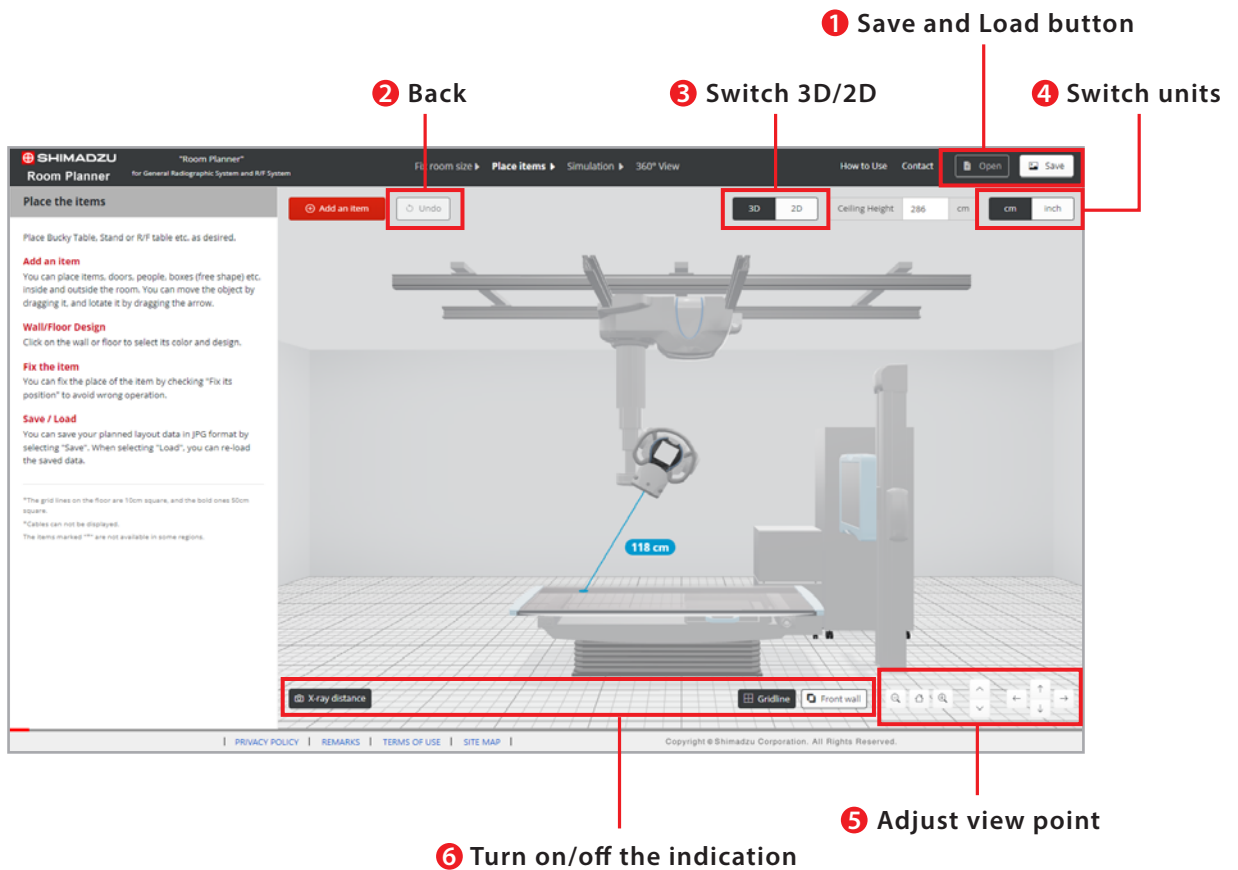 1 Save and Load button
2 Back
3 Switch 3D/2D
4 Switch units
SHIMADZU
Room Planner
"Room Planner"
for General Radiographic System and R/F System
Fix room size
Place items
Simulation
360° View
How to Use
Contact
Open
Save
Place the items
Add an item
Undo
3D
2D
Ceiling Height
286
cm
cm
inch
Place Bucky Table, Stand or R/F table etc. as desired.
Add an item
You can place items, doors, people, boxes (free shape) etc.
inside and outside the room. You can move the object by
dragging it, and lotate it by dragging the arrow.
Wall/Floor Design
Click on the wall or floor to select its color and design.
Fix the item
You can fix the place of the item by checking "Fix its
position" to avoid wrong operation.
Save / Load
You can save your planned layout data in JPG format by
selecting "Save". When selecting "Load", you can re-load
the saved data.
*The grid lines on the floor are 10cm square, and the bold ones 50cm
square.
*Cables can not be displayed.
The items marked "*" are not available in some regions.
118 cm
X-ray distance
Gridline
Front wall
PRIVACY POLICY
REMARKS
TERMS OF USE
SITE MAP
Copyright © Shimadzu Corporation. All Rights Reserved.
5 Adjust view point
6 Turn on/off the indication